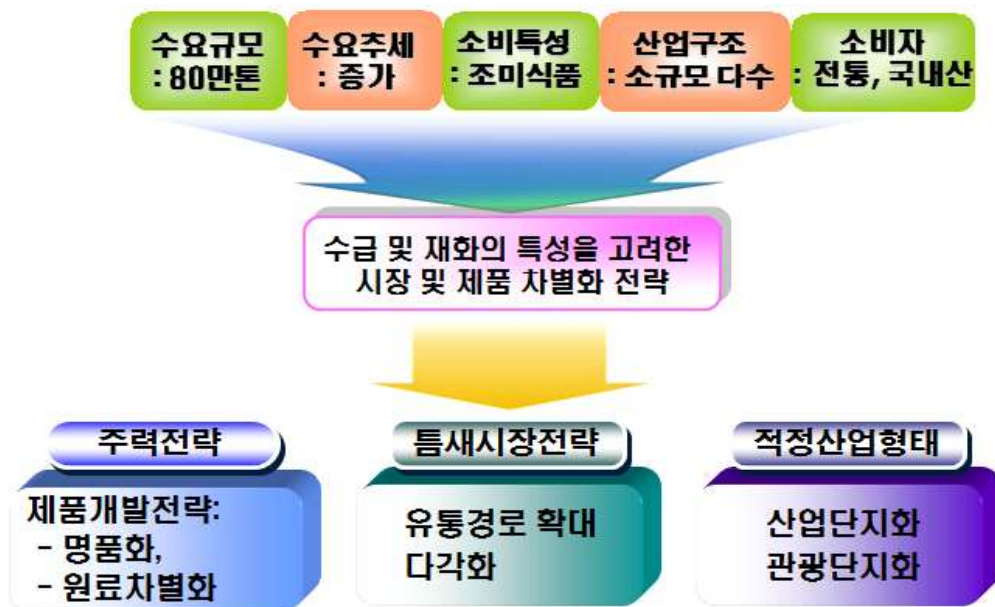 수요규모
: 80만톤
수요추세
: 증가
소비특성
: 조미식품
산업구조
: 소규모 다수
소비자
: 전통, 국내산
수급 및 재화의 특성을 고려한
시장 및 제품 차별화 전략
주력전략
제품개발전략:
- 명품화,
- 원료차별화
틈새시장전략
유통경로 확대
다각화
적정산업형태
산업단지화
관광단지화